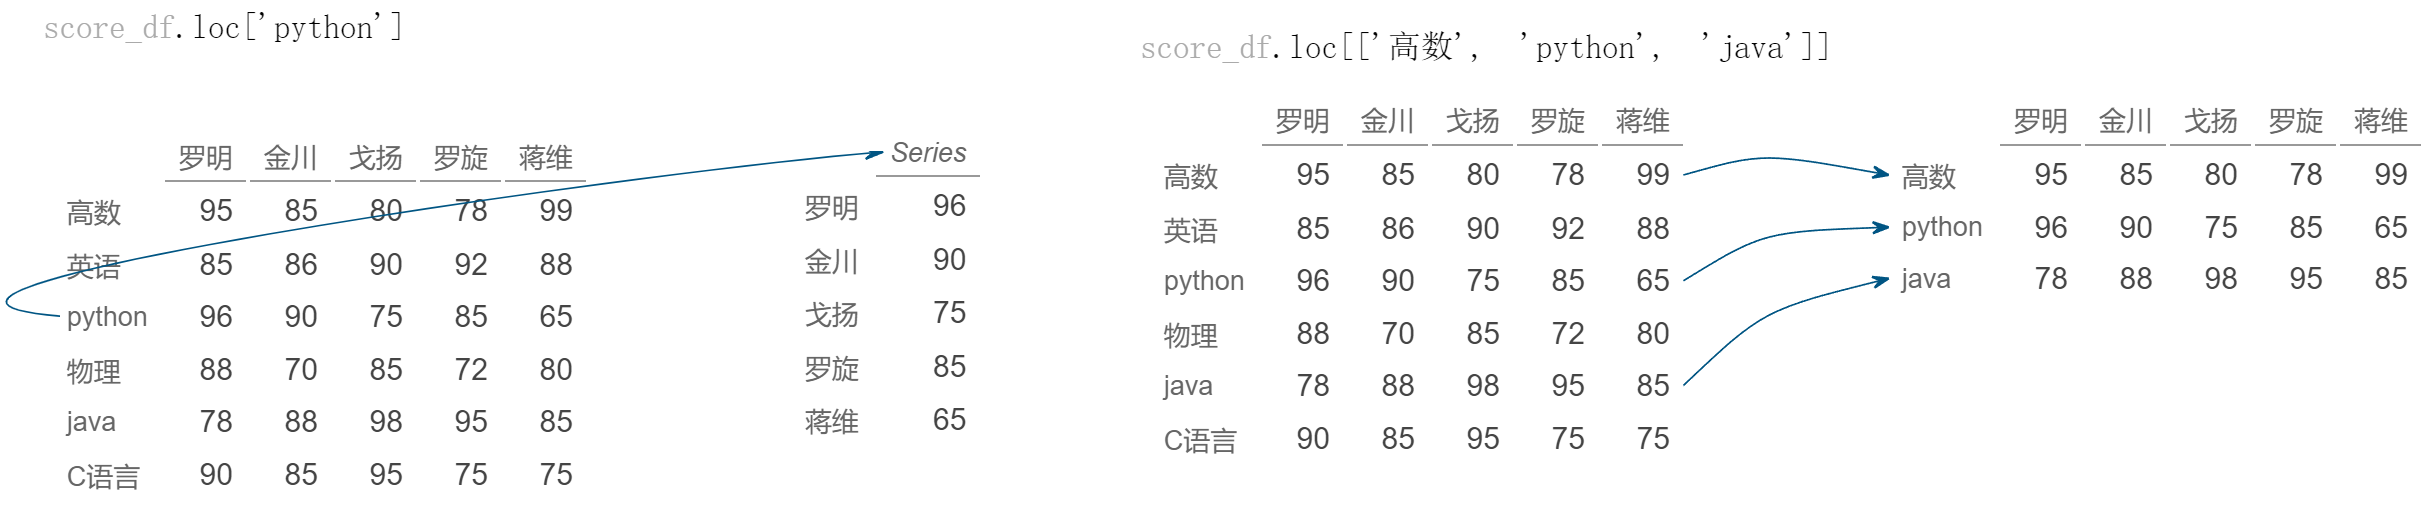 score_df.loc['python']
罗明 金川 戈扬 罗旋 蒋维
高数 95 85 80 78 99
英语 85 86 90 92 88
python 96 90 75 85 65
物理 88 70 85 72 80
java 78 88 98 95 85
C语言 90 85 95 75 75
Series
罗明 96
金川 90
戈扬 75
罗旋 85
蒋维 65
score_df.loc[['高数', 'python', 'java']]
罗明 金川 戈扬 罗旋 蒋维
高数 95 85 80 78 99
英语 85 86 90 92 88
python 96 90 75 85 65
物理 88 70 85 72 80
java 78 88 98 95 85
C语言 90 85 95 75 75
罗明 金川 戈扬 罗旋 蒋维
高数 95 85 80 78 99
python 96 90 75 85 65
java 78 88 98 95 85